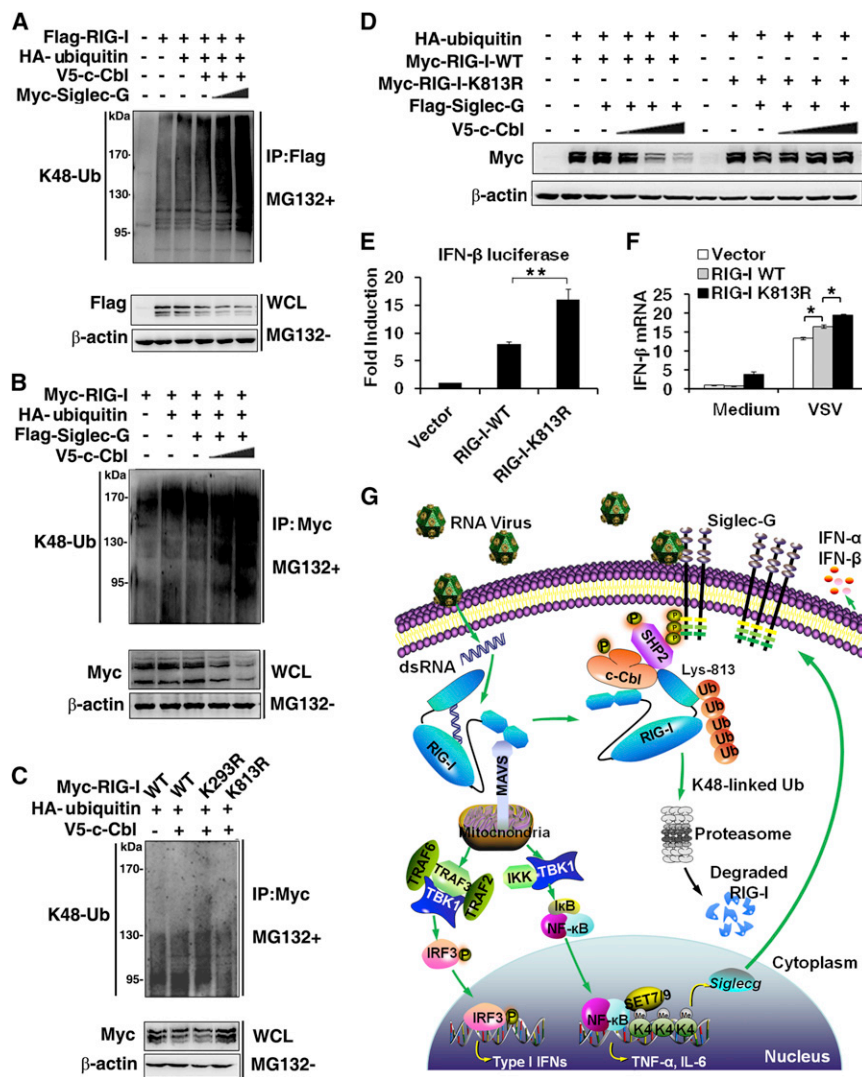 A
Flag-RIG-I - + + + + +
HA-ubiquitin - - + + + +
V5-c-Cbl - - - + + +
Myc-Siglec-G - - - -
kDa
170-
130-
95-
K48-Ub
IP:Flag
MG132+
Flag
WCL
β-actin
MG132-
B
Myc-RIG-I + + + + +
HA-ubiquitin - + + + +
Flag-Siglec-G - - + + +
V5-c-Cbl - - -
kDa
170-
130-
95-
K48-Ub
IP:Myc
MG132+
Myc
WCL
β-actin
MG132-
C
Myc-RIG-I WT WT K293R K813R
HA-ubiquitin + + + +
V5-c-Cbl - + + +
K48-Ub
130-
95-
IP:Myc
MG132+
Myc
WCL
β-actin
MG132-
D
HA-ubiquitin - + + + + + - + + + + +
Myc-RIG-I-WT - + + + + + - - - - - -
Myc-RIG-I-K813R - - - - - - - + + + + +
Flag-Siglec-G - - + + + + - - + + + +
V5-c-Cbl - - - - - -
Myc
β-actin
E
IFN-β luciferase
Fold Induction
20
15
10
5
0
**
Vector
RIG-I-WT
RIG-I-K813R
F
Vector
RIG-I WT
RIG-I K813R
IFN-β mRNA
25
20
15
10
5
0
*
*
Medium
VSV
G
RNA Virus
Siglec-G
IFN-α
IFN-β
P
P
P
P
P
SHP2
c-Cbl
Lys-813
dsRNA
Ub
Ub
Ub
Ub
Ub
RIG-I
RIG-I
MAVS
K48-linked Ub
Mitocnondria
Proteasome
TRAF6
TRAF3
TRAF2
TBK1
IKK
TBK1
Degraded
RIG-I
IκB
NF-κB
IRF3
P
Cytoplasm
Siglecg
SET7/9
Me
Me
Me
IRF3
P
NF-κB
K4
K4
K4
Type I IFNs
TNF-α, IL-6
Nucleus